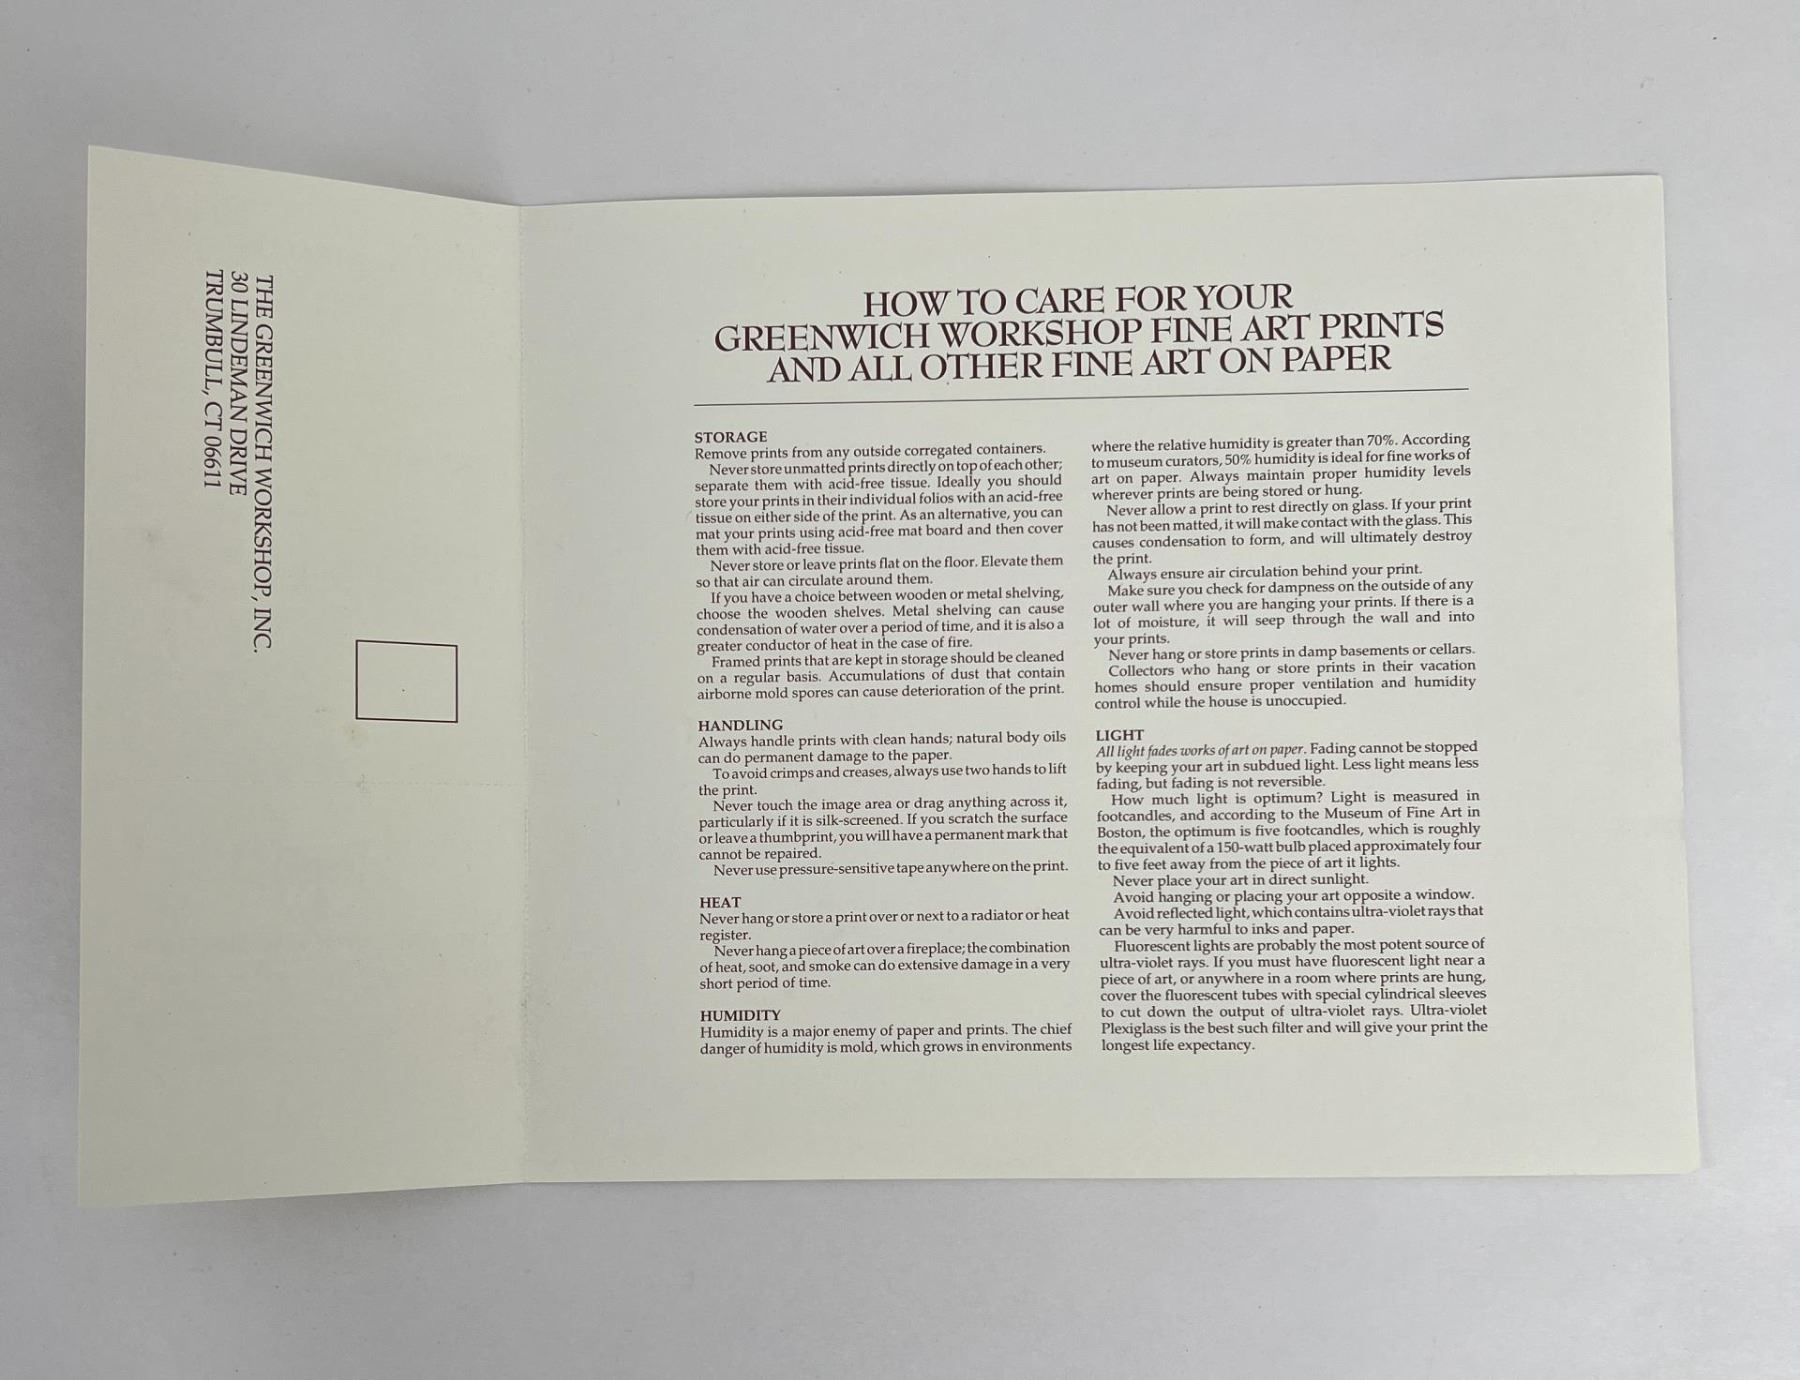 THE GREENWICH WORKSHOP, INC.
30 LINDEMAN DRIVE
TRUMBULL, CT 06611
HOW TO CARE FOR YOUR
GREENWICH WORKSHOP FINE ART PRINTS
AND ALL OTHER FINE ART ON PAPER
STORAGE
Remove prints from any outside corregated containers.
Never store unmatted prints directly on top of each other;
separate them with acid-free tissue. Ideally you should
store your prints in their individual folios with an acid-free
tissue on either side of the print. As an alternative, you can
mat your prints using acid-free mat board and then cover
them with acid-free tissue.
Never store or leave prints flat on the floor. Elevate them
so that air can circulate around them.
If you have a choice between wooden or metal shelving,
choose the wooden shelves. Metal shelving can cause
condensation of water over a period of time, and it is also a
greater conductor of heat in the case of fire.
Framed prints that are kept in storage should be cleaned
on a regular basis. Accumulations of dust that contain
airborne mold spores can cause deterioration of the print.
HANDLING
Always handle prints with clean hands; natural body oils
can do permanent damage to the paper.
To avoid crimps and creases, always use two hands to lift
the print.
Never touch the image area or drag anything across it,
particularly if it is silk-screened. If you scratch the surface
or leave a thumbprint, you will have a permanent mark that
cannot be repaired.
Never use pressure-sensitive tape anywhere on the print.
HEAT
Never hang or store a print over or next to a radiator or heat
register.
Never hang a piece of art over a fireplace; the combination
of heat, soot, and smoke can do extensive damage in a very
short period of time.
HUMIDITY
Humidity is a major enemy of paper and prints. The chief
danger of humidity is mold, which grows in environments
where the relative humidity is greater than 70%. According
to museum curators, 50% humidity is ideal for fine works of
art on paper. Always maintain proper humidity levels
wherever prints are being stored or hung.
Never allow a print to rest directly on glass. If your print
has not been matted, it will make contact with the glass. This
causes condensation to form, and will ultimately destroy
the print.
Always ensure air circulation behind your print.
Make sure you check for dampness on the outside of any
outer wall where you are hanging your prints. If there is a
lot of moisture, it will seep through the wall and into
your prints.
Never hang or store prints in damp basements or cellars.
Collectors who hang or store prints in their vacation
homes should ensure proper ventilation and humidity
control while the house is unoccupied.
LIGHT
All light fades works of art on paper. Fading cannot be stopped
by keeping your art in subdued light. Less light means less
fading, but fading is not reversible.
How much light is optimum? Light is measured in
footcandles, and according to the Museum of Fine Art in
Boston, the optimum is five footcandles, which is roughly
the equivalent of a 150-watt bulb placed approximately four
to five feet away from the piece of art it lights.
Never place your art in direct sunlight.
Avoid hanging or placing your art opposite a window.
Avoid reflected light, which contains ultra-violet rays that
can be very harmful to inks and paper.
Fluorescent lights are probably the most potent source of
ultra-violet rays. If you must have fluorescent light near a
piece of art, or anywhere in a room where prints are hung,
cover the fluorescent tubes with special cylindrical sleeves
to cut down the output of ultra-violet rays. Ultra-violet
Plexiglass is the best such filter and will give your print the
longest life expectancy.